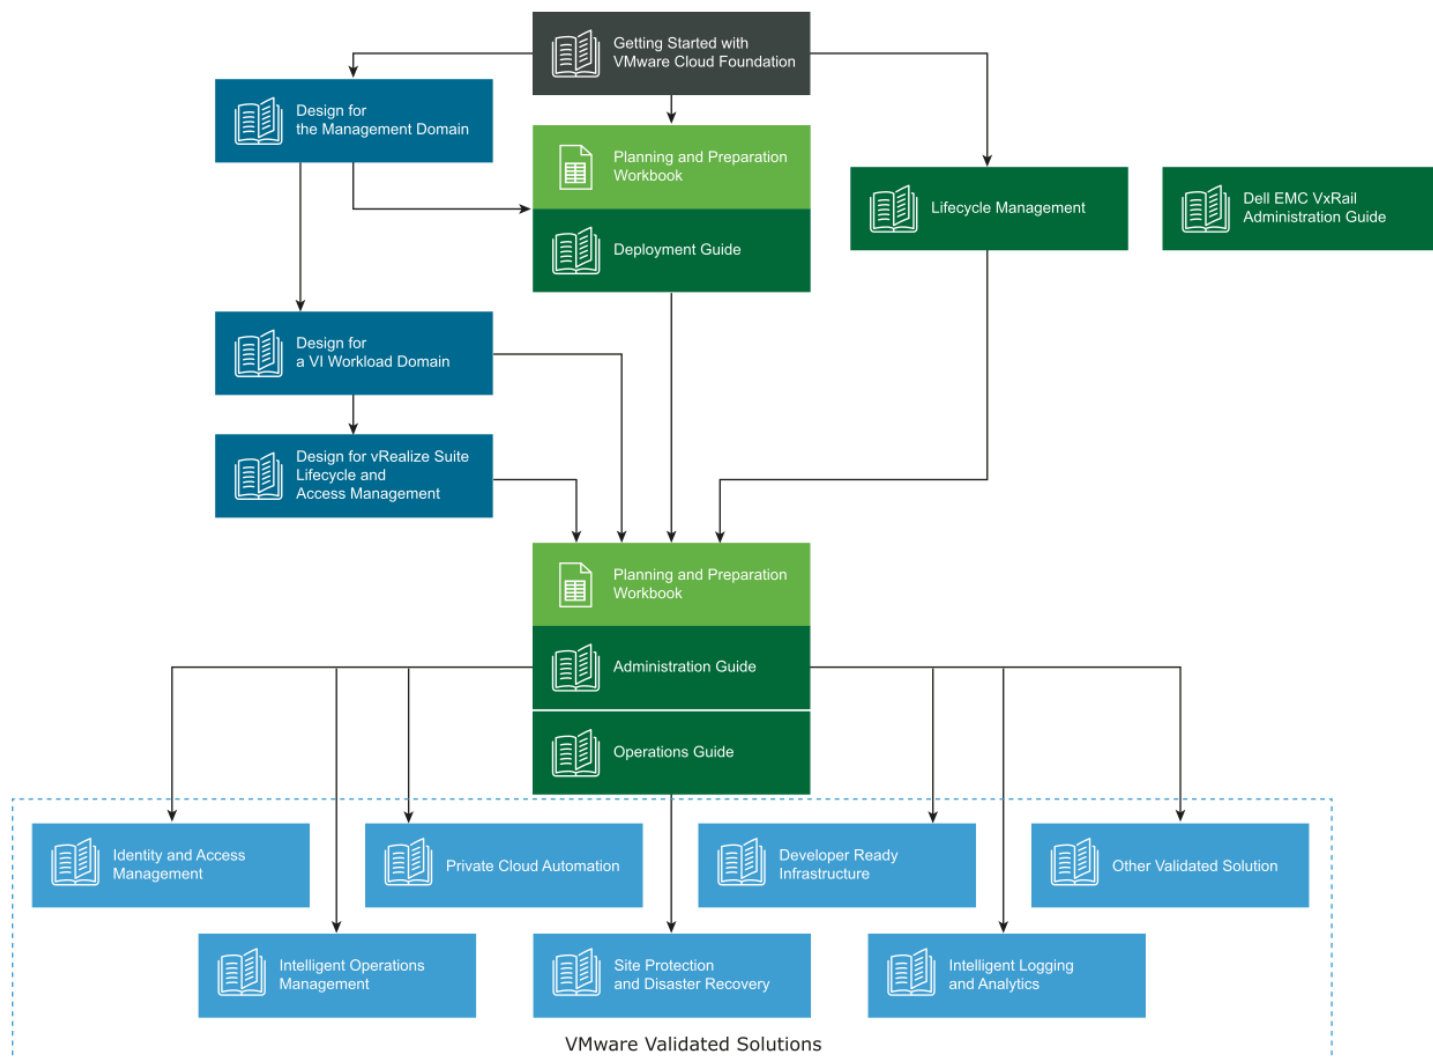 Getting Started with
VMware Cloud Foundation
Design for
the Management Domain
Planning and Preparation
Workbook
Lifecycle Management
Dell EMC VxRail
Administration Guide
Deployment Guide
Design for
a VI Workload Domain
Design for vRealize Suite
Lifecycle and
Access Management
Planning and Preparation
Workbook
Administration Guide
Operations Guide
Identity and Access
Management
Private Cloud Automation
Developer Ready
Infrastructure
Other Validated Solution
Intelligent Operations
Management
Site Protection
and Disaster Recovery
Intelligent Logging
and Analytics
VMware Validated Solutions